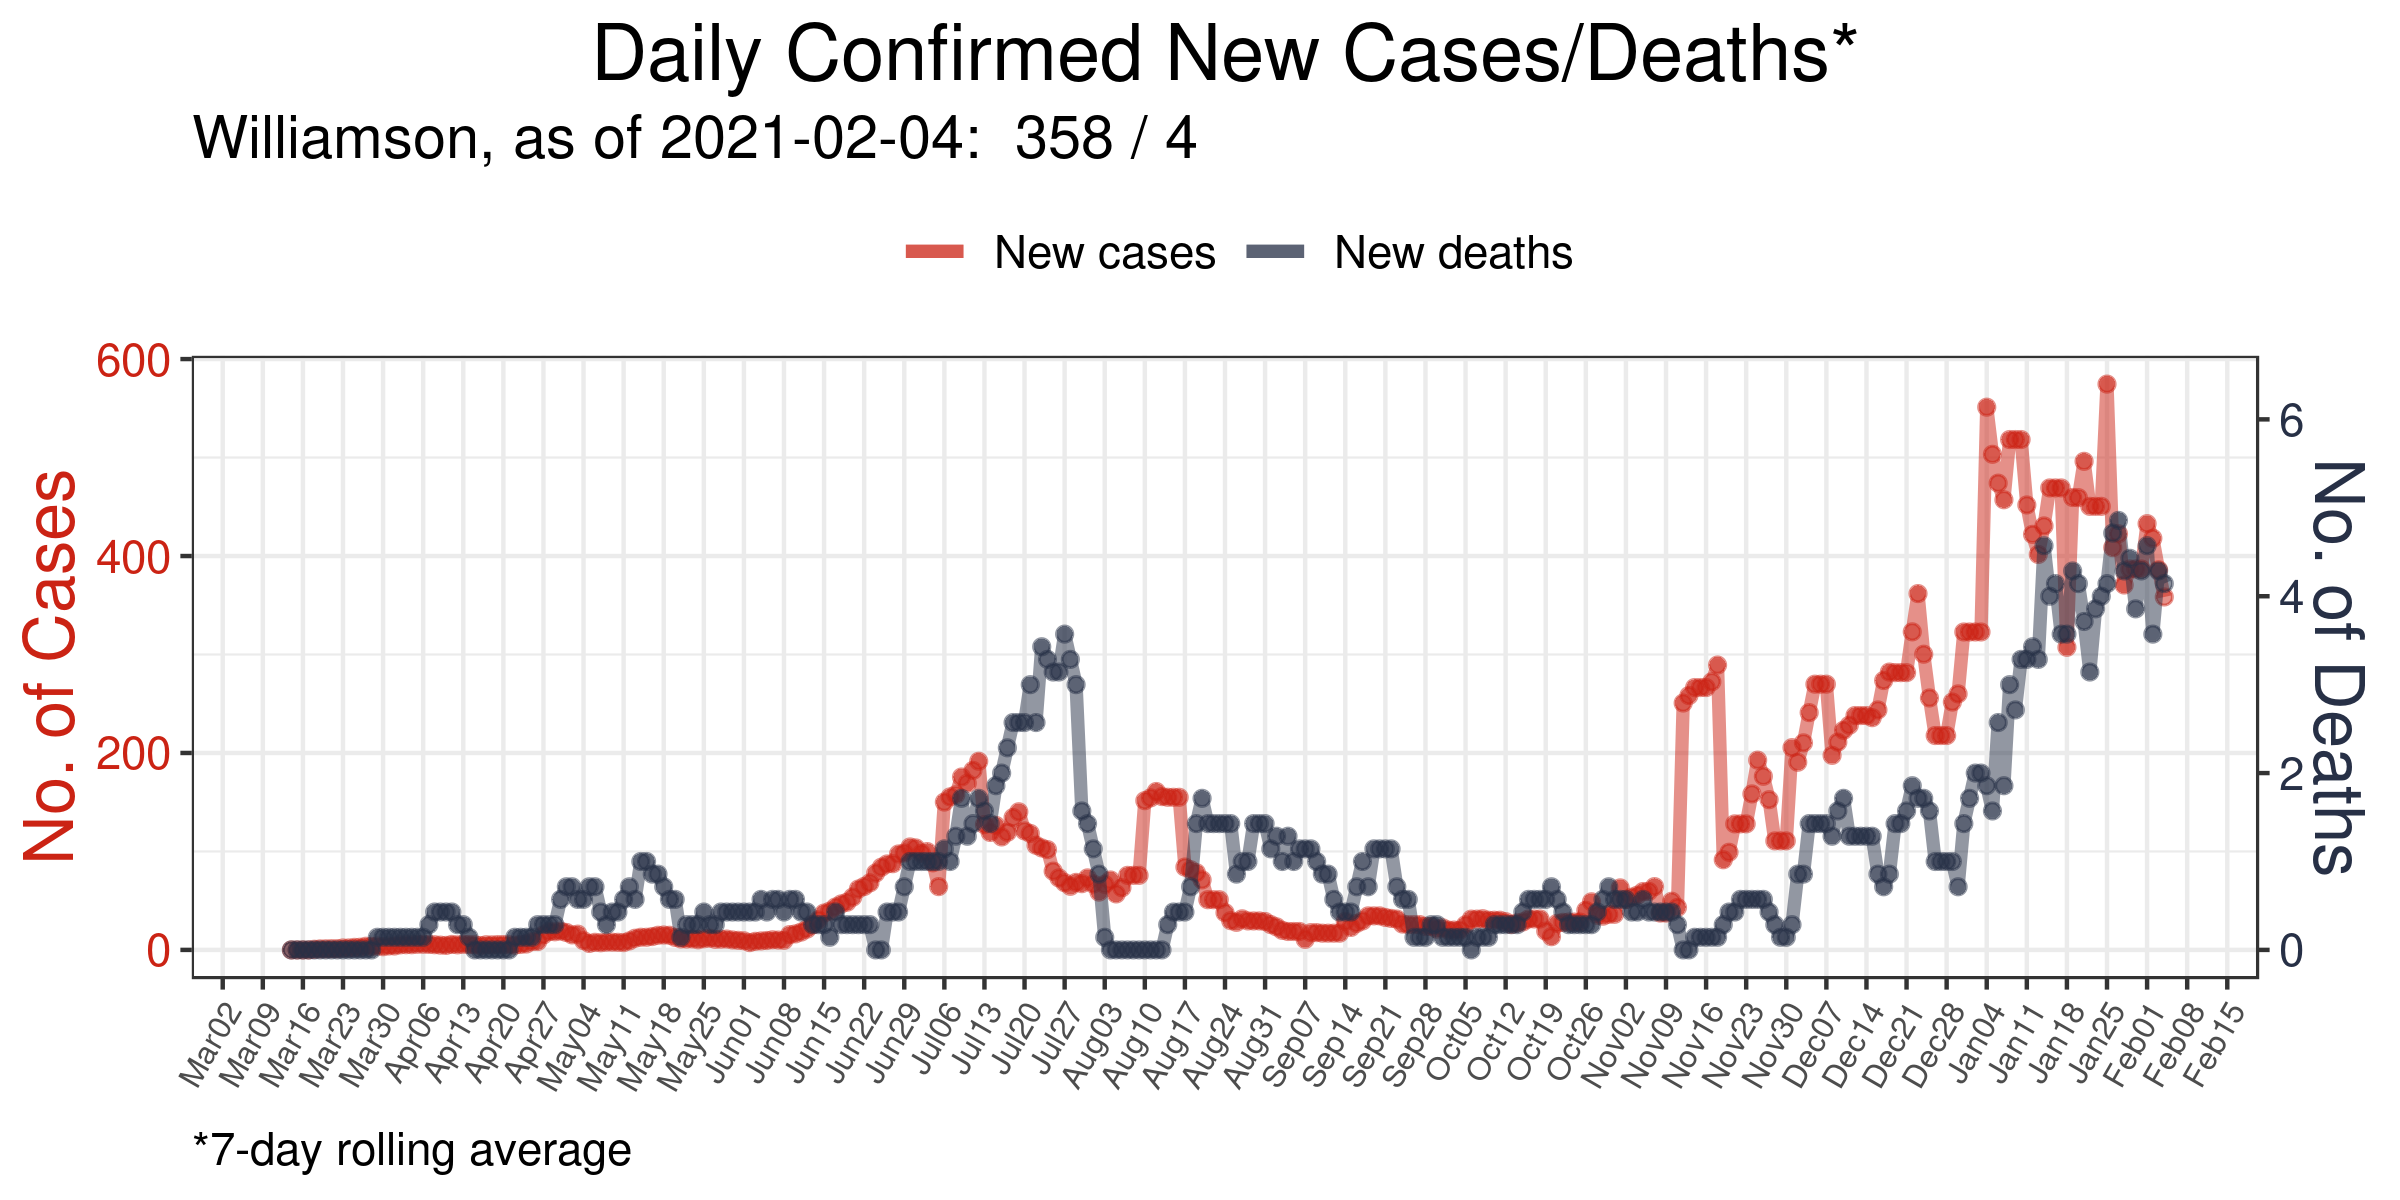 Daily Confirmed New Cases/Deaths*
Williamson, as of 2021-02-04:  358 / 4
New cases
New deaths
No. of Cases
600
400
200
0
6
4
2
0
No. of Deaths
Mar02
Mar09
Mar16
Mar23
Mar30
Apr06
Apr13
Apr20
Apr27
May04
May11
May18
May25
Jun01
Jun08
Jun15
Jun22
Jun29
Jul06
Jul13
Jul20
Jul27
Aug03
Aug10
Aug17
Aug24
Aug31
Sep07
Sep14
Sep21
Sep28
Oct05
Oct12
Oct19
Oct26
Nov02
Nov09
Nov16
Nov23
Nov30
Dec07
Dec14
Dec21
Dec28
Jan04
Jan11
Jan18
Jan25
Feb01
Feb08
Feb15
*7-day rolling average